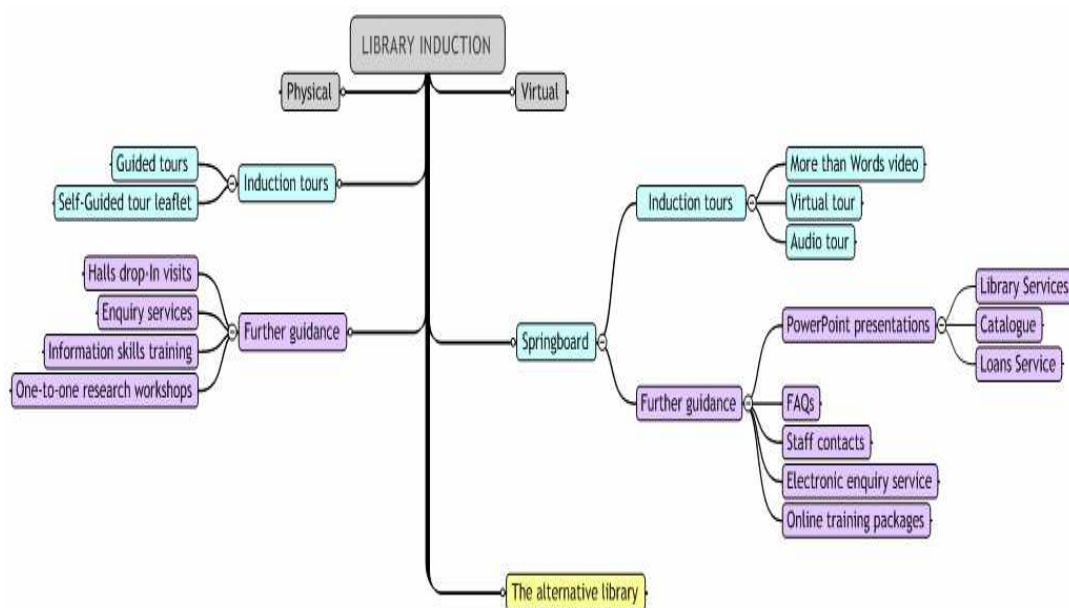 LIBRARY INDUCTION
Physical
Virtual
Guided tours
Self-Guided tour leaflet
Induction tours
Halls drop-In visits
Enquiry services
Information skills training
One-to-one research workshops
Further guidance
Springboard
Induction tours
More than Words video
Virtual tour
Audio tour
Further guidance
PowerPoint presentations
Library Services
Catalogue
Loans Service
FAQs
Staff contacts
Electronic enquiry service
Online training packages
The alternative library